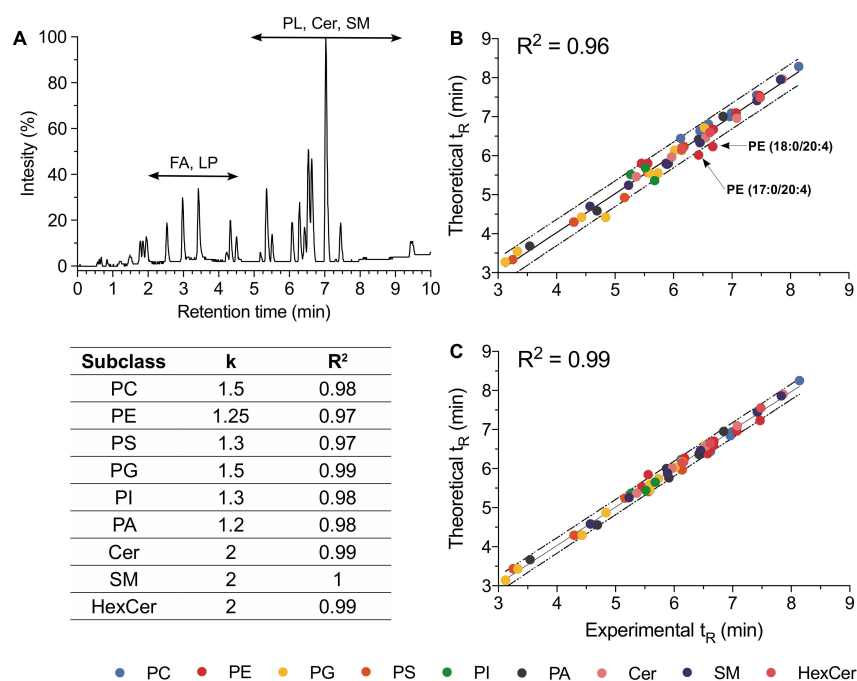 A
PL, Cer, SM
FA, LP
100
80
60
40
20
0
Intesity (%)
0 1 2 3 4 5 6 7 8 9 10
Retention time (min)
B
R² = 0.96
9
8
7
6
5
4
3
Theoretical tR (min)
PE (18:0/20:4)
PE (17:0/20:4)
3 4 5 6 7 8 9
Subclass k R²
PC 1.5 0.98
PE 1.25 0.97
PS 1.3 0.97
PG 1.5 0.99
PI 1.3 0.98
PA 1.2 0.98
Cer 2 0.99
SM 2 1
HexCer 2 0.99
C
R² = 0.99
9
8
7
6
5
4
3
Theoretical tR (min)
3 4 5 6 7 8 9
Experimental tR (min)
PC PE PG PS PI PA Cer SM HexCer